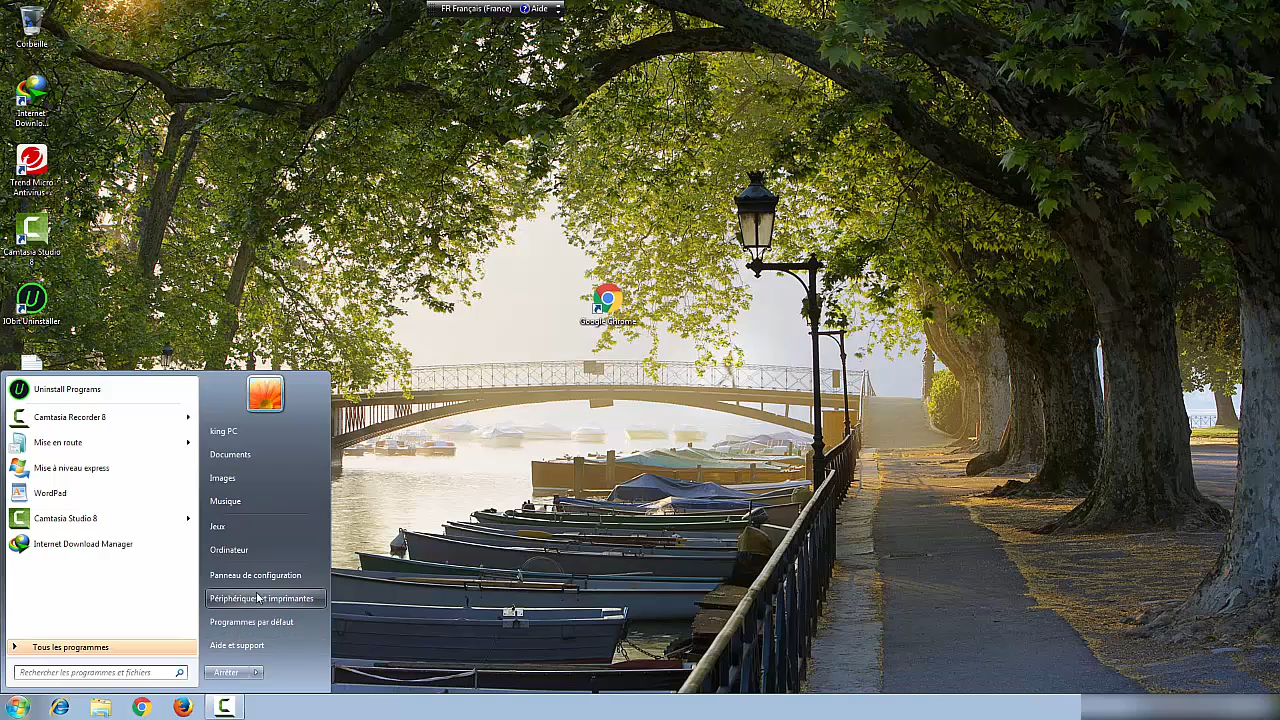 FR Français (France) Aide
Corbeille
Internet
Downlo...
Trend Micro
Antivirus+
Camtasia Studio
8
IObit Uninstaller
Google Chrome
Uninstall Programs
Camtasia Recorder 8
Mise en route
Mise à niveau express
WordPad
Camtasia Studio 8
Internet Download Manager
Tous les programmes
Rechercher les programmes et fichiers
king PC
Documents
Images
Musique
Jeux
Ordinateur
Panneau de configuration
Périphériques et imprimantes
Programmes par défaut
Aide et support
Arrêter